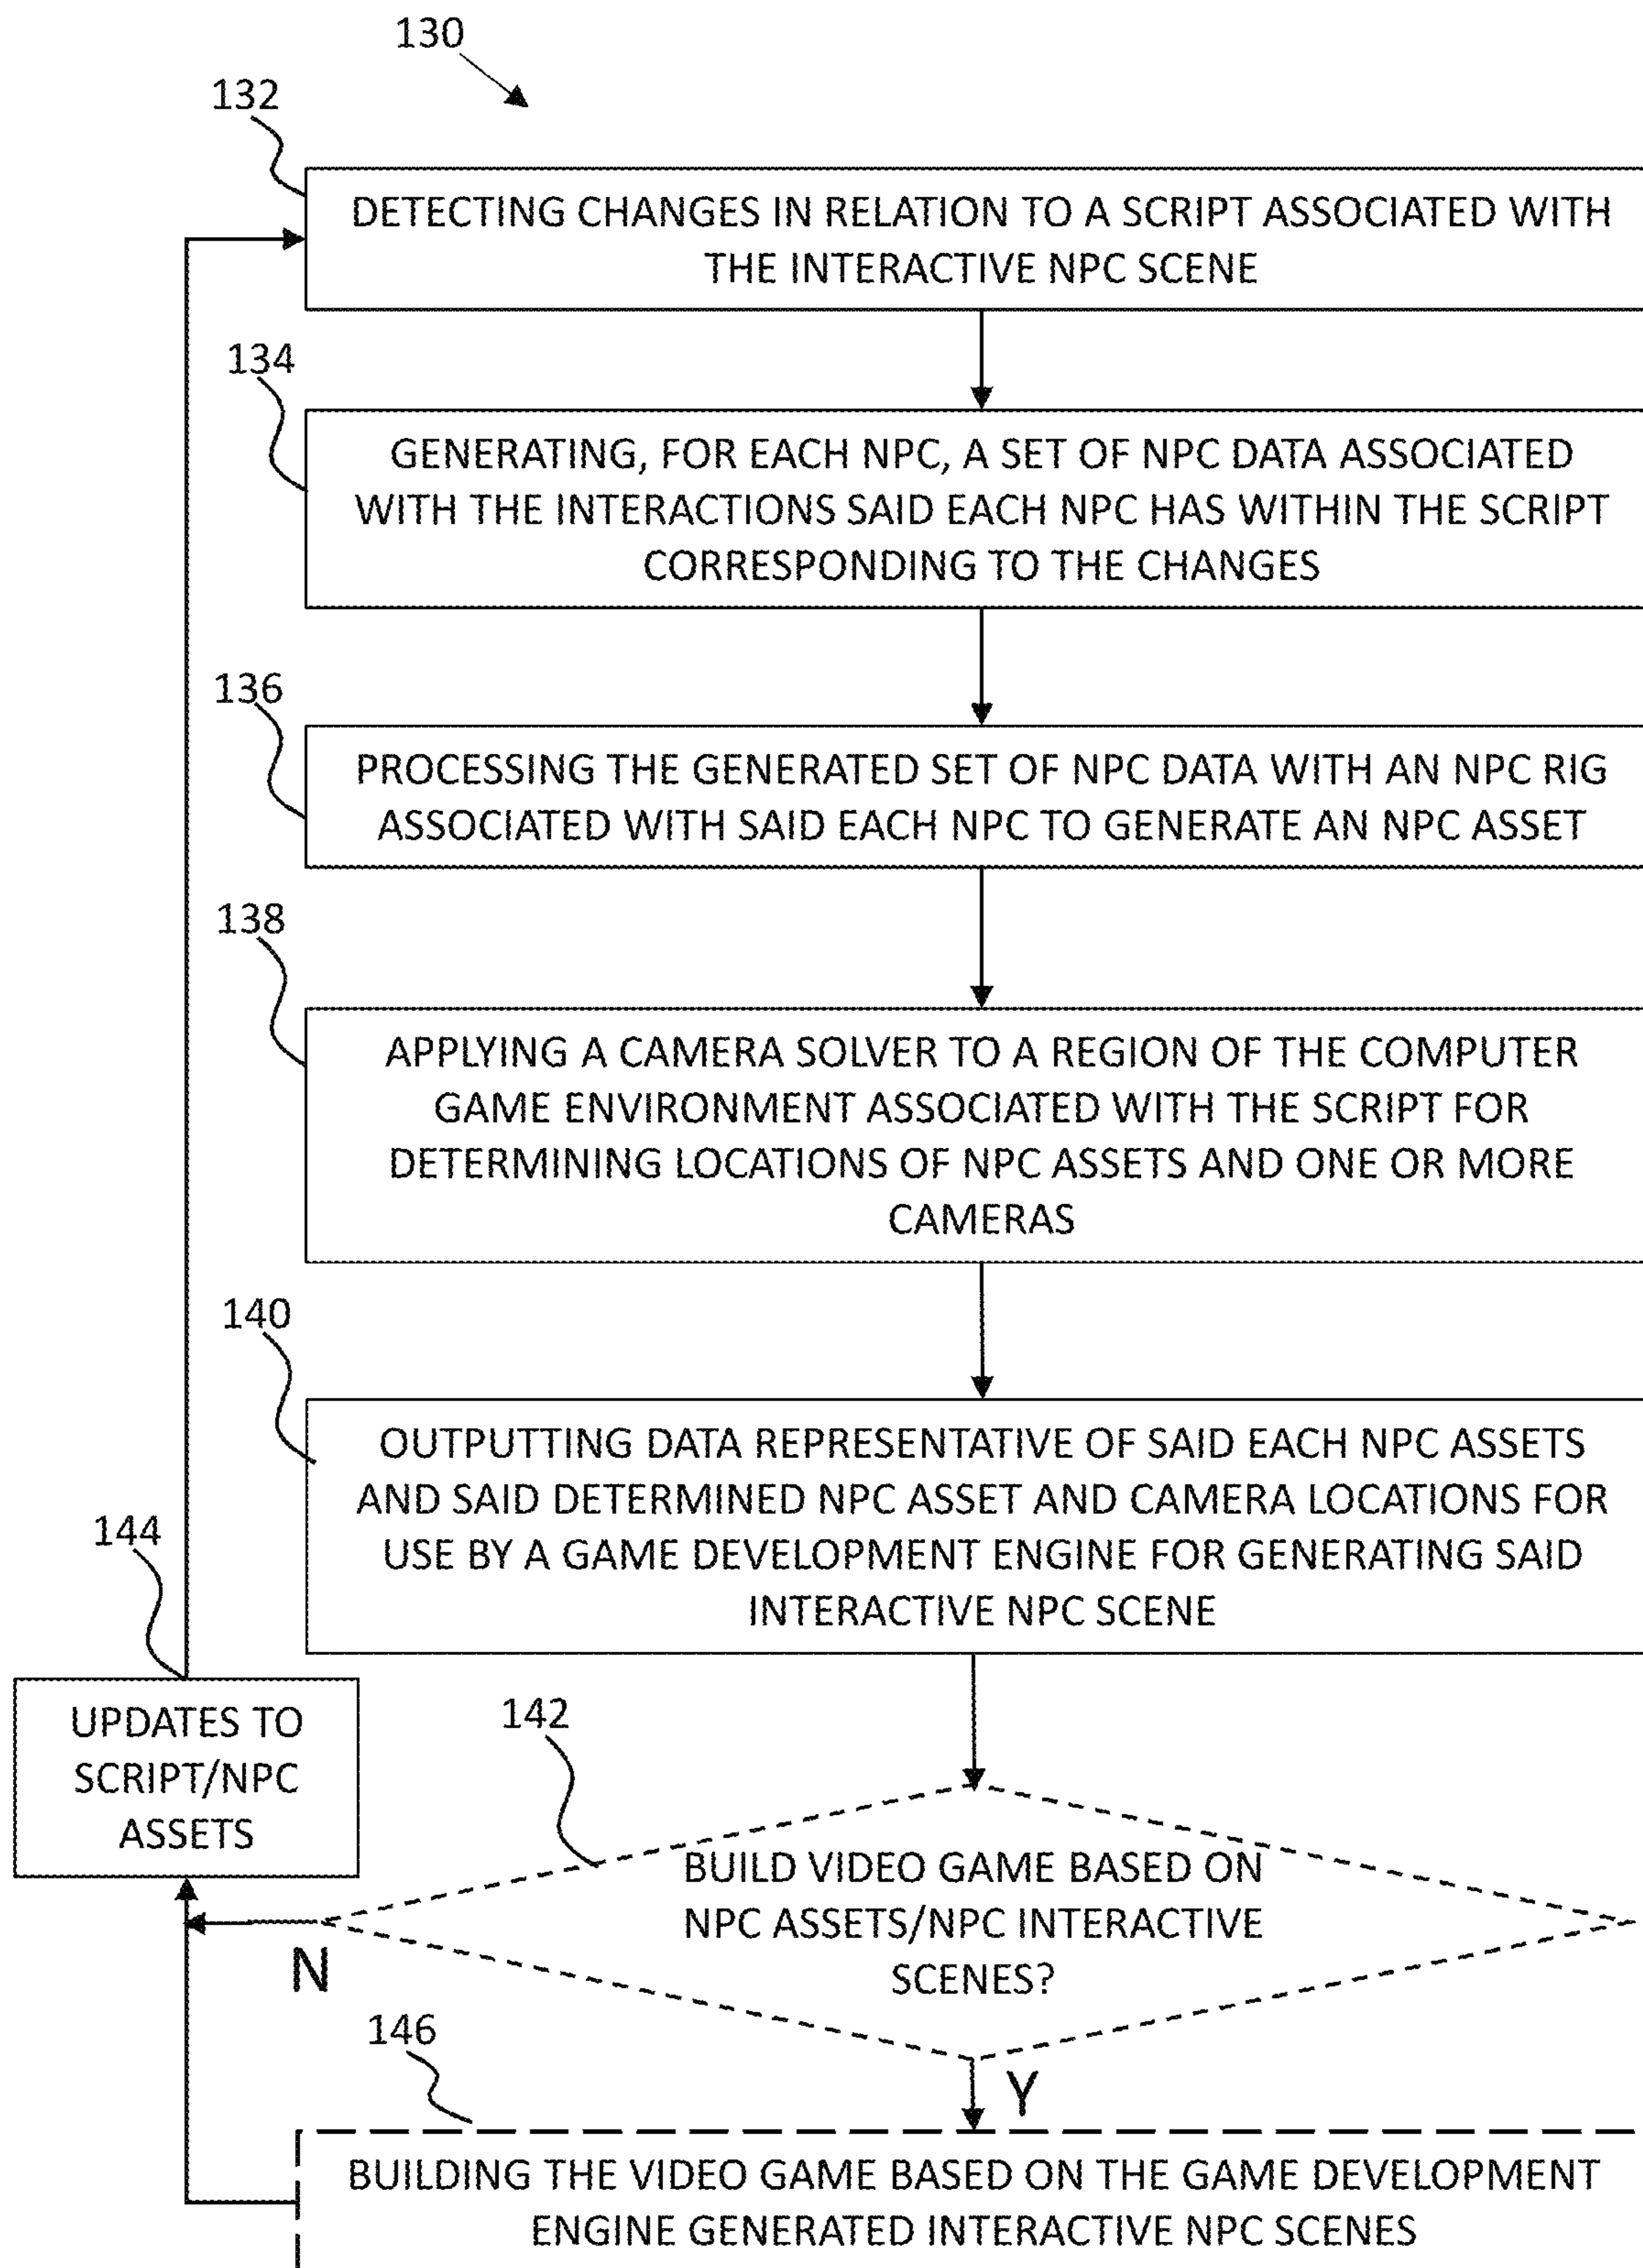 130
132
DETECTING CHANGES IN RELATION TO A SCRIPT ASSOCIATED WITH
THE INTERACTIVE NPC SCENE
134
GENERATING, FOR EACH NPC, A SET OF NPC DATA ASSOCIATED
WITH THE INTERACTIONS SAID EACH NPC HAS WITHIN THE SCRIPT
CORRESPONDING TO THE CHANGES
136
PROCESSING THE GENERATED SET OF NPC DATA WITH AN NPC RIG
ASSOCIATED WITH SAID EACH NPC TO GENERATE AN NPC ASSET
138
APPLYING A CAMERA SOLVER TO A REGION OF THE COMPUTER
GAME ENVIRONMENT ASSOCIATED WITH THE SCRIPT FOR
DETERMINING LOCATIONS OF NPC ASSETS AND ONE OR MORE
CAMERAS
140
OUTPUTTING DATA REPRESENTATIVE OF SAID EACH NPC ASSETS
AND SAID DETERMINED NPC ASSET AND CAMERA LOCATIONS FOR
USE BY A GAME DEVELOPMENT ENGINE FOR GENERATING SAID
INTERACTIVE NPC SCENE
144
UPDATES TO
SCRIPT/NPC
ASSETS
142
BUILD VIDEO GAME BASED ON
NPC ASSETS/NPC INTERACTIVE
SCENES?
N
Y
146
BUILDING THE VIDEO GAME BASED ON THE GAME DEVELOPMENT
ENGINE GENERATED INTERACTIVE NPC SCENES